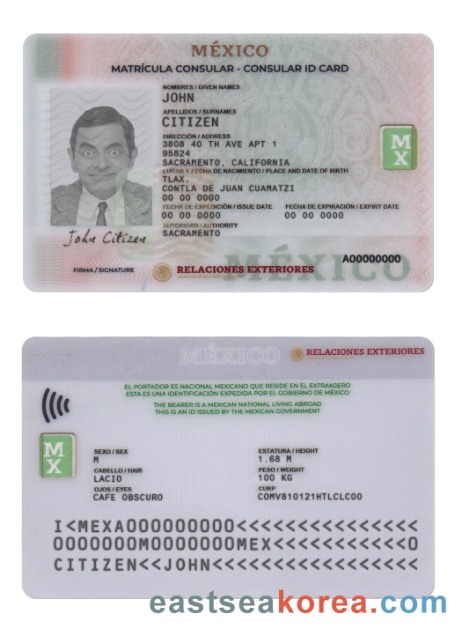 MÉXICO
MATRÍCULA CONSULAR - CONSULAR ID CARD
NOMBRES / GIVEN NAMES
JOHN
APELLIDOS / SURNAMES
CITIZEN
DIRECCIÓN / ADDRESS
3808 40 TH AVE APT 1
95824
SACRAMENTO, CALIFORNIA
LUGAR Y FECHA DE NACIMIENTO / PLACE AND DATE OF BIRTH
TLAX.
CONTLA DE JUAN CUAMATZI
00 00 0000
FECHA DE EXPEDICIÓN / ISSUE DATE FECHA DE EXPIRACIÓN / EXPIRY DATE
00 00 0000 00 00 0000
AUTORIDAD / AUTHORITY
SACRAMENTO
MX
John Citizen
FIRMA / SIGNATURE
RELACIONES EXTERIORES
MÉXICO
A00000000
MÉXICO
RELACIONES EXTERIORES
EL PORTADOR ES NACIONAL MEXICANO QUE RESIDE EN EL EXTRANJERO
ESTA ES UNA IDENTIFICACIÓN EXPEDIDA POR EL GOBIERNO DE MÉXICO
THE BEARER IS A MEXICAN NATIONAL LIVING ABROAD
THIS IS AN ID ISSUED BY THE MEXICAN GOVERNMENT
MX
SEXO / SEX ESTATURA / HEIGHT
M 1.68 M
CABELLO / HAIR PESO / WEIGHT
LACIO 100 KG
OJOS / EYES CURP
CAFE OBSCURO COMV810121HTLCLC00
I<MEXA000000000<<<<<<<<<<<<<<<
0000000M0000000MEX<<<<<<<<<<<0
CITIZEN<<JOHN<<<<<<<<<<<<<<<<<
eastseakorea.com